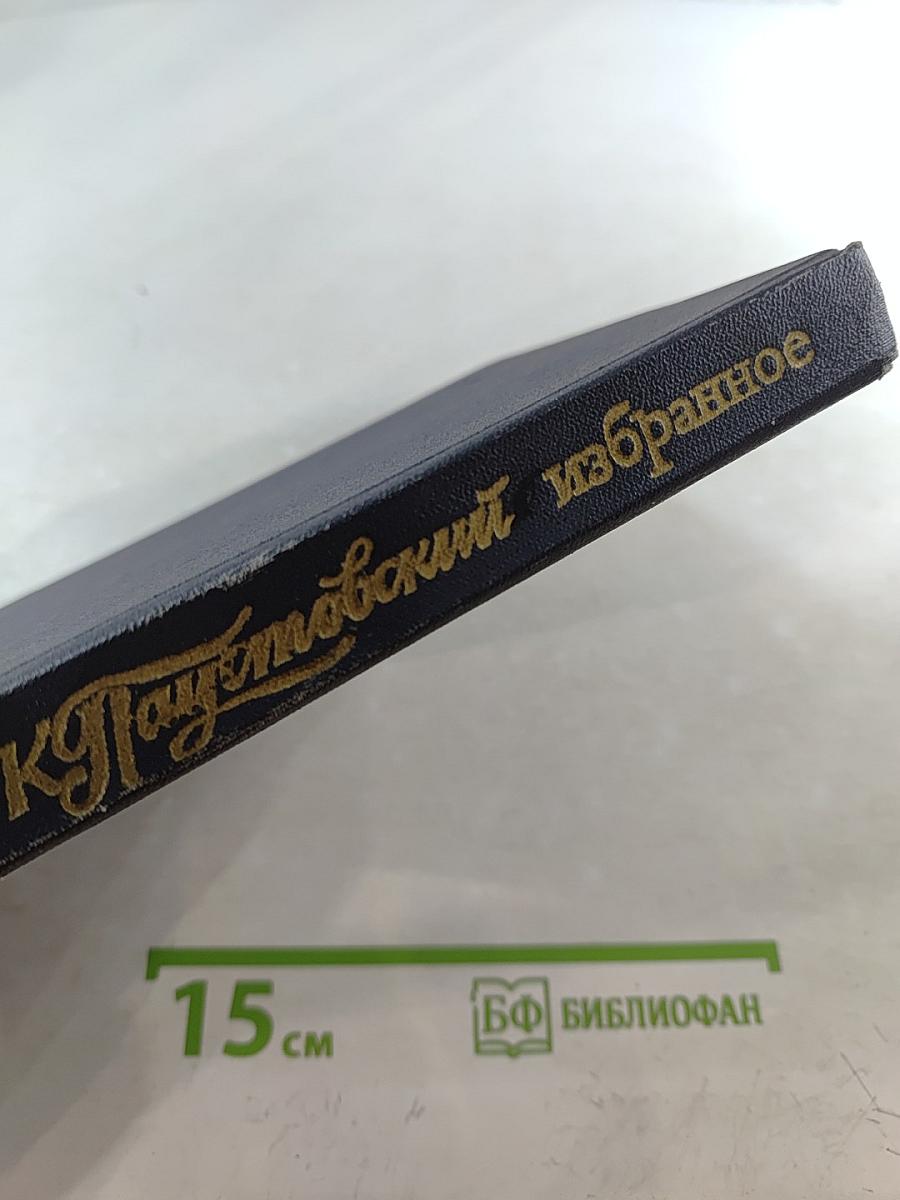 К Паустовский избранное
15 см
БФ БИБЛИОФАН